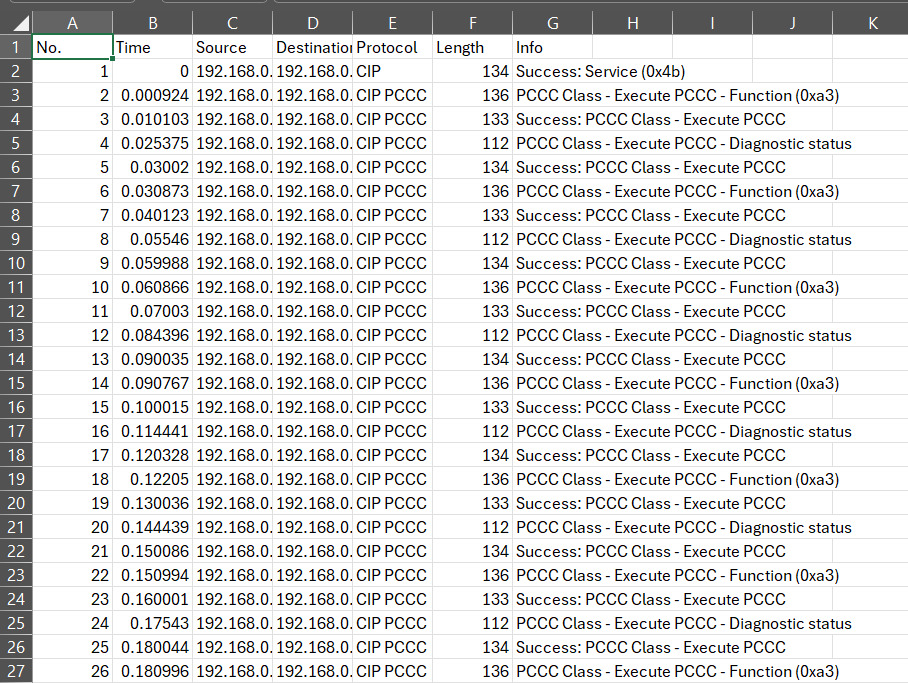 A B C D E F G H I J K
1 No. Time Source Destination Protocol Length Info
2 1 0 192.168.0. 192.168.0. CIP 134 Success: Service (0x4b)
3 2 0.000924 192.168.0. 192.168.0. CIP PCCC 136 PCCC Class - Execute PCCC - Function (0xa3)
4 3 0.010103 192.168.0. 192.168.0. CIP PCCC 133 Success: PCCC Class - Execute PCCC
5 4 0.025375 192.168.0. 192.168.0. CIP PCCC 112 PCCC Class - Execute PCCC - Diagnostic status
6 5 0.03002 192.168.0. 192.168.0. CIP PCCC 134 Success: PCCC Class - Execute PCCC
7 6 0.030873 192.168.0. 192.168.0. CIP PCCC 136 PCCC Class - Execute PCCC - Function (0xa3)
8 7 0.040123 192.168.0. 192.168.0. CIP PCCC 133 Success: PCCC Class - Execute PCCC
9 8 0.05546 192.168.0. 192.168.0. CIP PCCC 112 PCCC Class - Execute PCCC - Diagnostic status
10 9 0.059988 192.168.0. 192.168.0. CIP PCCC 134 Success: PCCC Class - Execute PCCC
11 10 0.060866 192.168.0. 192.168.0. CIP PCCC 136 PCCC Class - Execute PCCC - Function (0xa3)
12 11 0.07003 192.168.0. 192.168.0. CIP PCCC 133 Success: PCCC Class - Execute PCCC
13 12 0.084396 192.168.0. 192.168.0. CIP PCCC 112 PCCC Class - Execute PCCC - Diagnostic status
14 13 0.090035 192.168.0. 192.168.0. CIP PCCC 134 Success: PCCC Class - Execute PCCC
15 14 0.090767 192.168.0. 192.168.0. CIP PCCC 136 PCCC Class - Execute PCCC - Function (0xa3)
16 15 0.100015 192.168.0. 192.168.0. CIP PCCC 133 Success: PCCC Class - Execute PCCC
17 16 0.114441 192.168.0. 192.168.0. CIP PCCC 112 PCCC Class - Execute PCCC - Diagnostic status
18 17 0.120328 192.168.0. 192.168.0. CIP PCCC 134 Success: PCCC Class - Execute PCCC
19 18 0.12205 192.168.0. 192.168.0. CIP PCCC 136 PCCC Class - Execute PCCC - Function (0xa3)
20 19 0.130036 192.168.0. 192.168.0. CIP PCCC 133 Success: PCCC Class - Execute PCCC
21 20 0.144439 192.168.0. 192.168.0. CIP PCCC 112 PCCC Class - Execute PCCC - Diagnostic status
22 21 0.150086 192.168.0. 192.168.0. CIP PCCC 134 Success: PCCC Class - Execute PCCC
23 22 0.150994 192.168.0. 192.168.0. CIP PCCC 136 PCCC Class - Execute PCCC - Function (0xa3)
24 23 0.160001 192.168.0. 192.168.0. CIP PCCC 133 Success: PCCC Class - Execute PCCC
25 24 0.17543 192.168.0. 192.168.0. CIP PCCC 112 PCCC Class - Execute PCCC - Diagnostic status
26 25 0.180044 192.168.0. 192.168.0. CIP PCCC 134 Success: PCCC Class - Execute PCCC
27 26 0.180996 192.168.0. 192.168.0. CIP PCCC 136 PCCC Class - Execute PCCC - Function (0xa3)